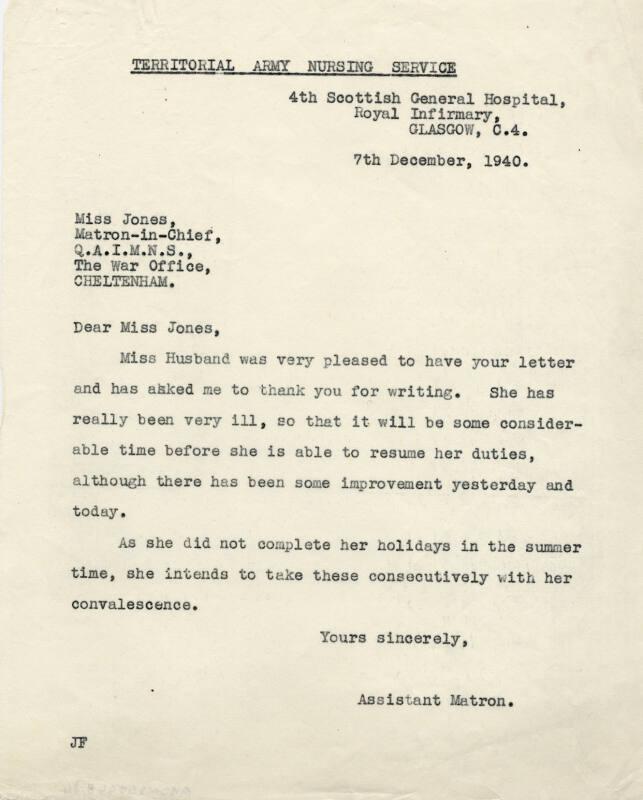 TERRITORIAL ARMY NURSING SERVICE
4th Scottish General Hospital,
Royal Infirmary,
GLASGOW, C.4.
7th December, 1940.
Miss Jones,
Matron-in-Chief,
Q.A.I.M.N.S.,
The War Office,
CHELTENHAM.
Dear Miss Jones,
Miss Husband was very pleased to have your letter
and has asked me to thank you for writing. She has
really been very ill, so that it will be some consider-
able time before she is able to resume her duties,
although there has been some improvement yesterday and
today.
As she did not complete her holidays in the summer
time, she intends to take these consecutively with her
convalescence.
Yours sincerely,
Assistant Matron.
JF